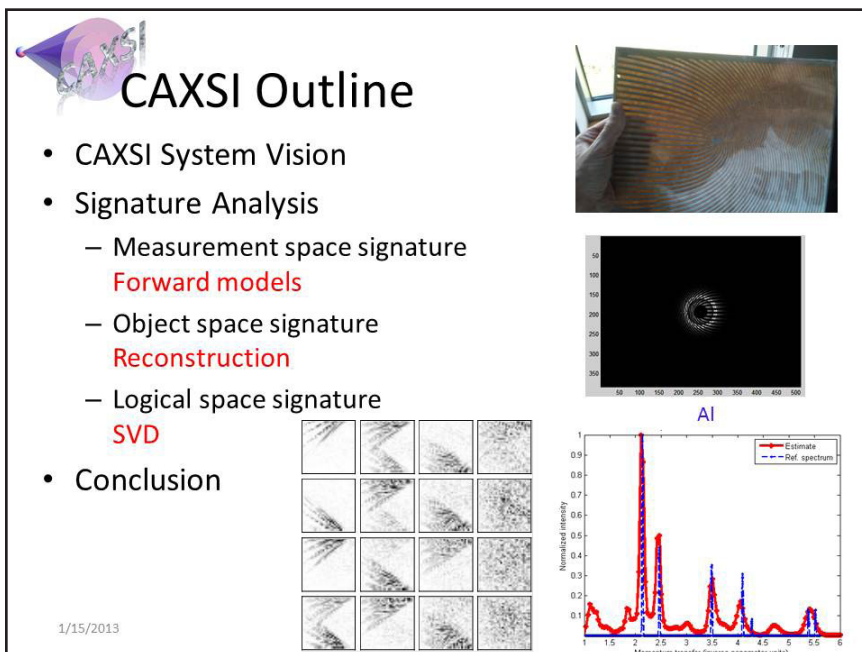 CAXSI
CAXSI Outline
• CAXSI System Vision
• Signature Analysis
– Measurement space signature
Forward models
– Object space signature
Reconstruction
– Logical space signature
SVD
• Conclusion
1/15/2013
50
100
150
200
250
300
350
50 100 150 200 250 300 350 400 450 500
Al
Estimate
Ref. spectrum
Normalized intensity
1
0.9
0.8
0.7
0.6
0.5
0.4
0.3
0.2
0.1
1 1.5 2 2.5 3 3.5 4 4.5 5 5.5 6